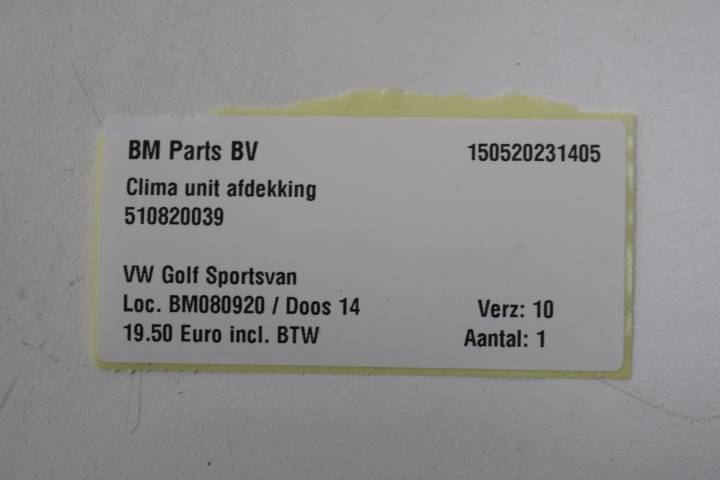 BM Parts BV 150520231405
Clima unit afdekking
510820039
VW Golf Sportsvan
Loc. BM080920 / Doos 14 Verz: 10
19.50 Euro incl. BTW Aantal: 1